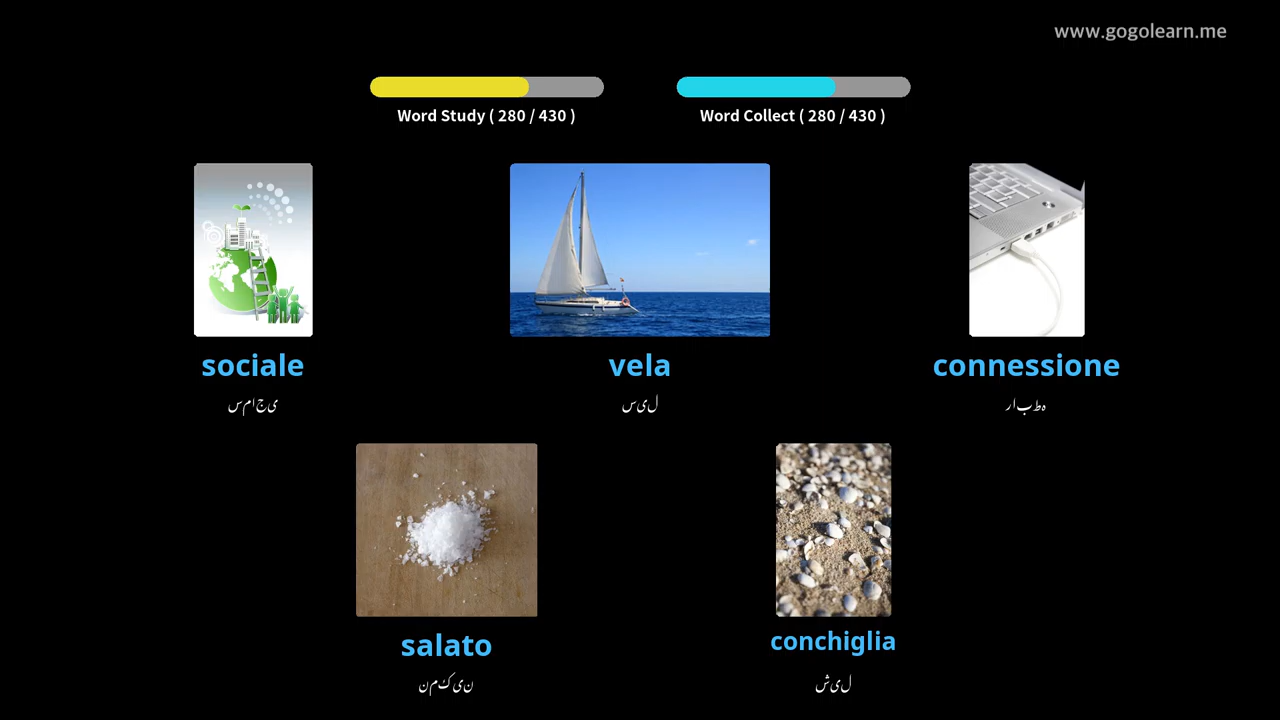 www.gogolearn.me
Word Study ( 280 / 430 )
Word Collect ( 280 / 430 )
sociale
سماجی
vela
سیل
connessione
رابطہ
salato
نمکین
conchiglia
شیل